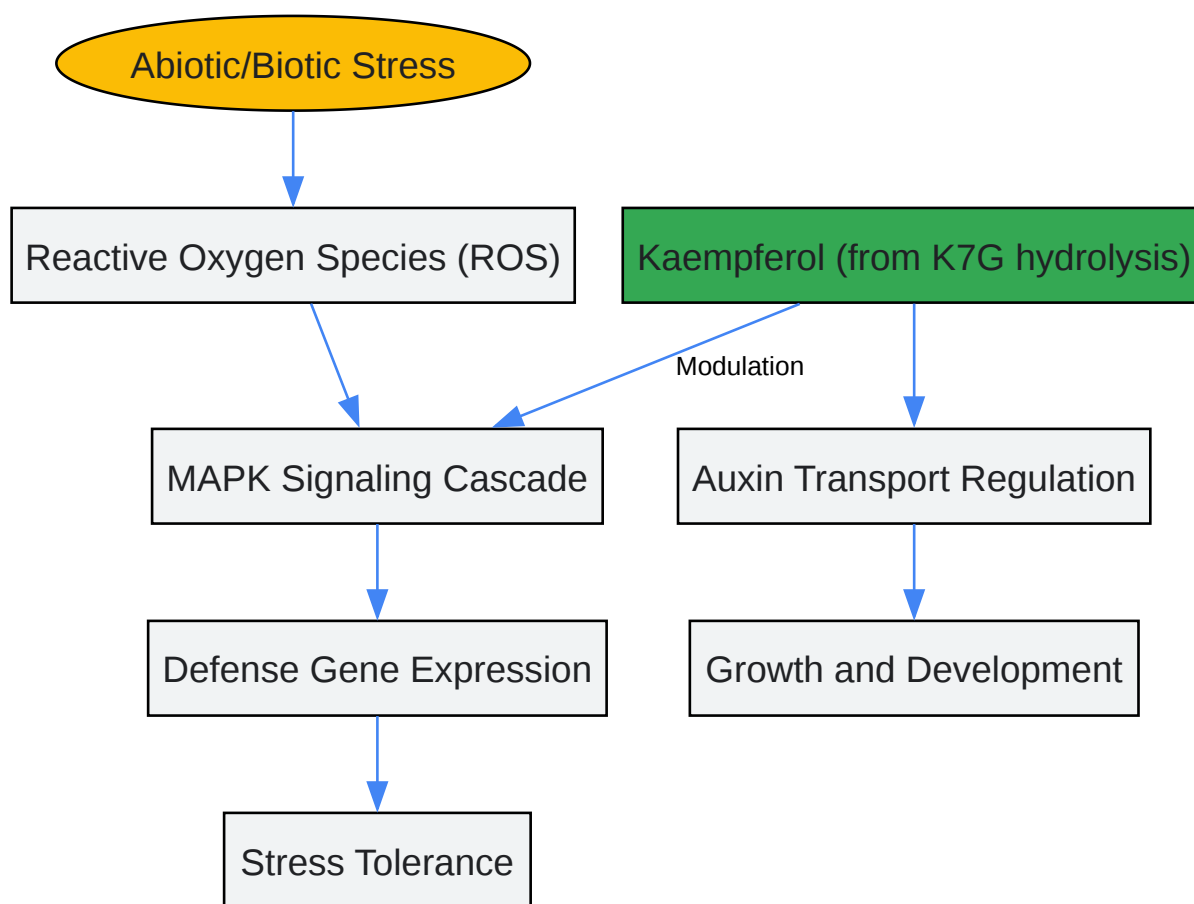 Abiotic/Biotic Stress
Reactive Oxygen Species (ROS)
Kaempferol (from K7G hydrolysis)
Modulation
MAPK Signaling Cascade
Auxin Transport Regulation
Defense Gene Expression
Growth and Development
Stress Tolerance